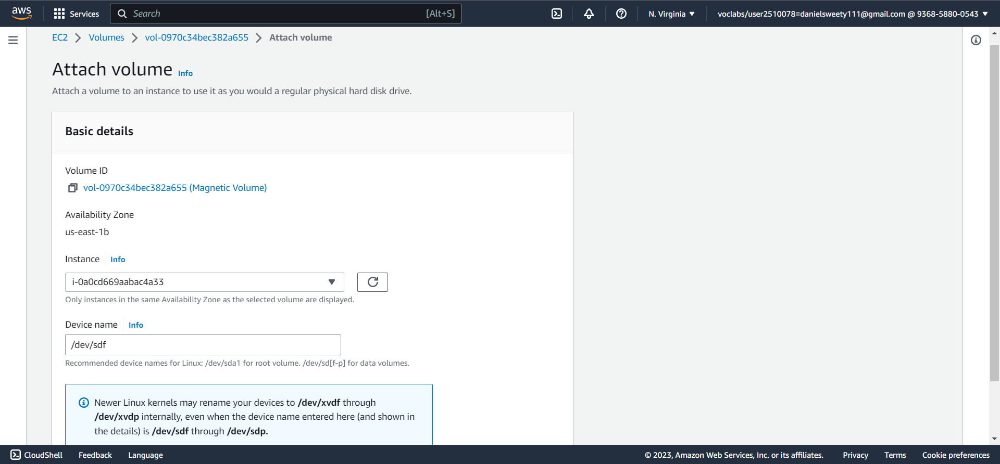 aws
Services
Search
[Alt+S]
N. Virginia
voclabs/user2510078=danielsweety111@gmail.com @ 9368-5880-0543
EC2
Volumes
vol-0970c34bec382a655
Attach volume
Attach volume Info
Attach a volume to an instance to use it as you would a regular physical hard disk drive.
Basic details
Volume ID
vol-0970c34bec382a655 (Magnetic Volume)
Availability Zone
us-east-1b
Instance Info
i-0a0cd669aabac4a33
Only instances in the same Availability Zone as the selected volume are displayed.
Device name Info
/dev/sdf
Recommended device names for Linux: /dev/sda1 for root volume. /dev/sd[f-p] for data volumes.
Newer Linux kernels may rename your devices to /dev/xvdf through
/dev/xvdp internally, even when the device name entered here (and shown in
the details) is /dev/sdf through /dev/sdp.
CloudShell
Feedback
Language
© 2023, Amazon Web Services, Inc. or its affiliates.
Privacy
Terms
Cookie preferences